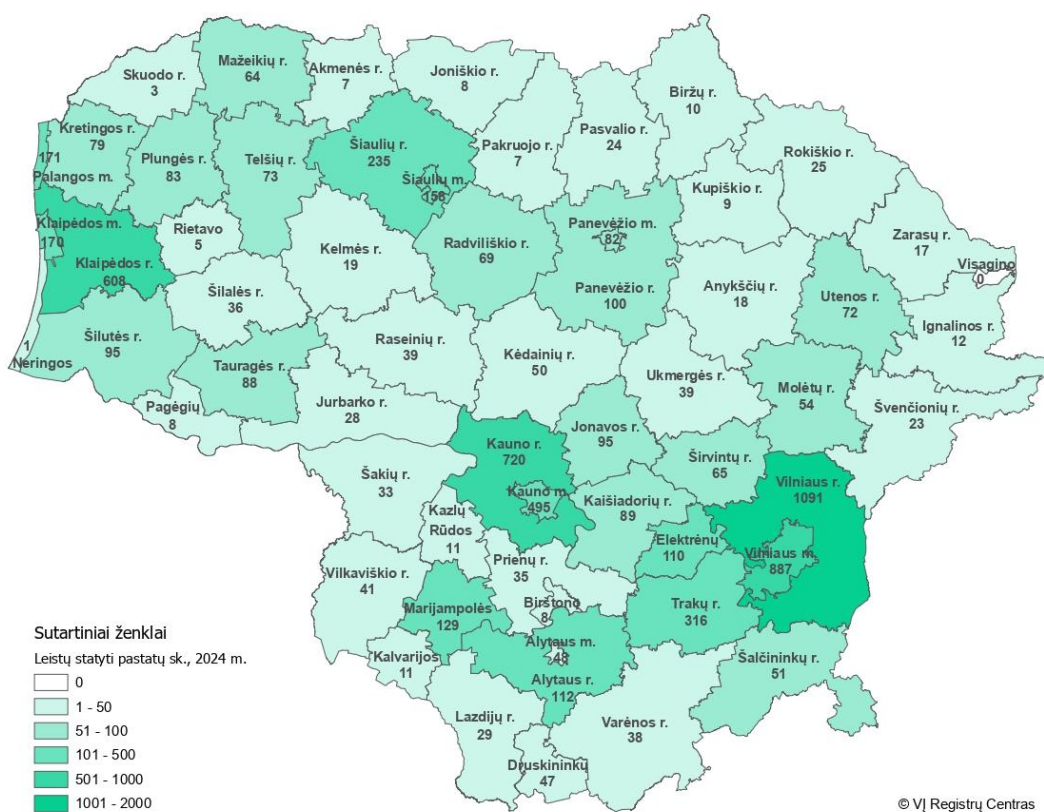 Skuodo r.
3
Mažeikių r.
64
Akmenės r.
7
Joniškio r.
8
Biržų r.
10
Pasvalio r.
24
Pakruojo r.
7
Rokiškio r.
25
Kretingos r.
79
171
Palangos m.
Plungės r.
83
Telšių r.
73
Šiaulių r.
235
Šiaulių m.
156
Kupiškio r.
9
Klaipėdos m.
170
Klaipėdos r.
608
Rietavo
5
Kelmės r.
19
Radviliškio r.
69
Panevėžio m.
82
Panevėžio r.
100
Anykščių r.
18
Zarasų r.
17
Visagino
0
Utenos r.
72
Ignalinos r.
12
Šilalės r.
36
1
Neringos
Šilutės r.
95
Tauragės r.
88
Raseinių r.
39
Kėdainių r.
50
Ukmergės r.
39
Molėtų r.
54
Švenčionių r.
23
Pagėgių
8
Jurbarko r.
28
Jonavos r.
95
Širvintų r.
65
Kauno r.
720
Kauno m.
495
Šakių r.
33
Kaišiadorių r.
89
Vilniaus r.
1091
Vilniaus m.
887
Elektrėnų
110
Kazlų
Rūdos
11
Prienų r.
35
Birštono
8
Vilkaviškio r.
41
Marijampolės
129
Trakų r.
316
Alytaus m.
48
Alytaus r.
112
Kalvarijos
11
Šalčininkų r.
51
Lazdijų r.
29
Varėnos r.
38
Druskininkų
47
Sutartiniai ženklai
Leistų statyti pastatų sk., 2024 m.
0
1 - 50
51 - 100
101 - 500
501 - 1000
1001 - 2000
© VĮ Registrų Centras